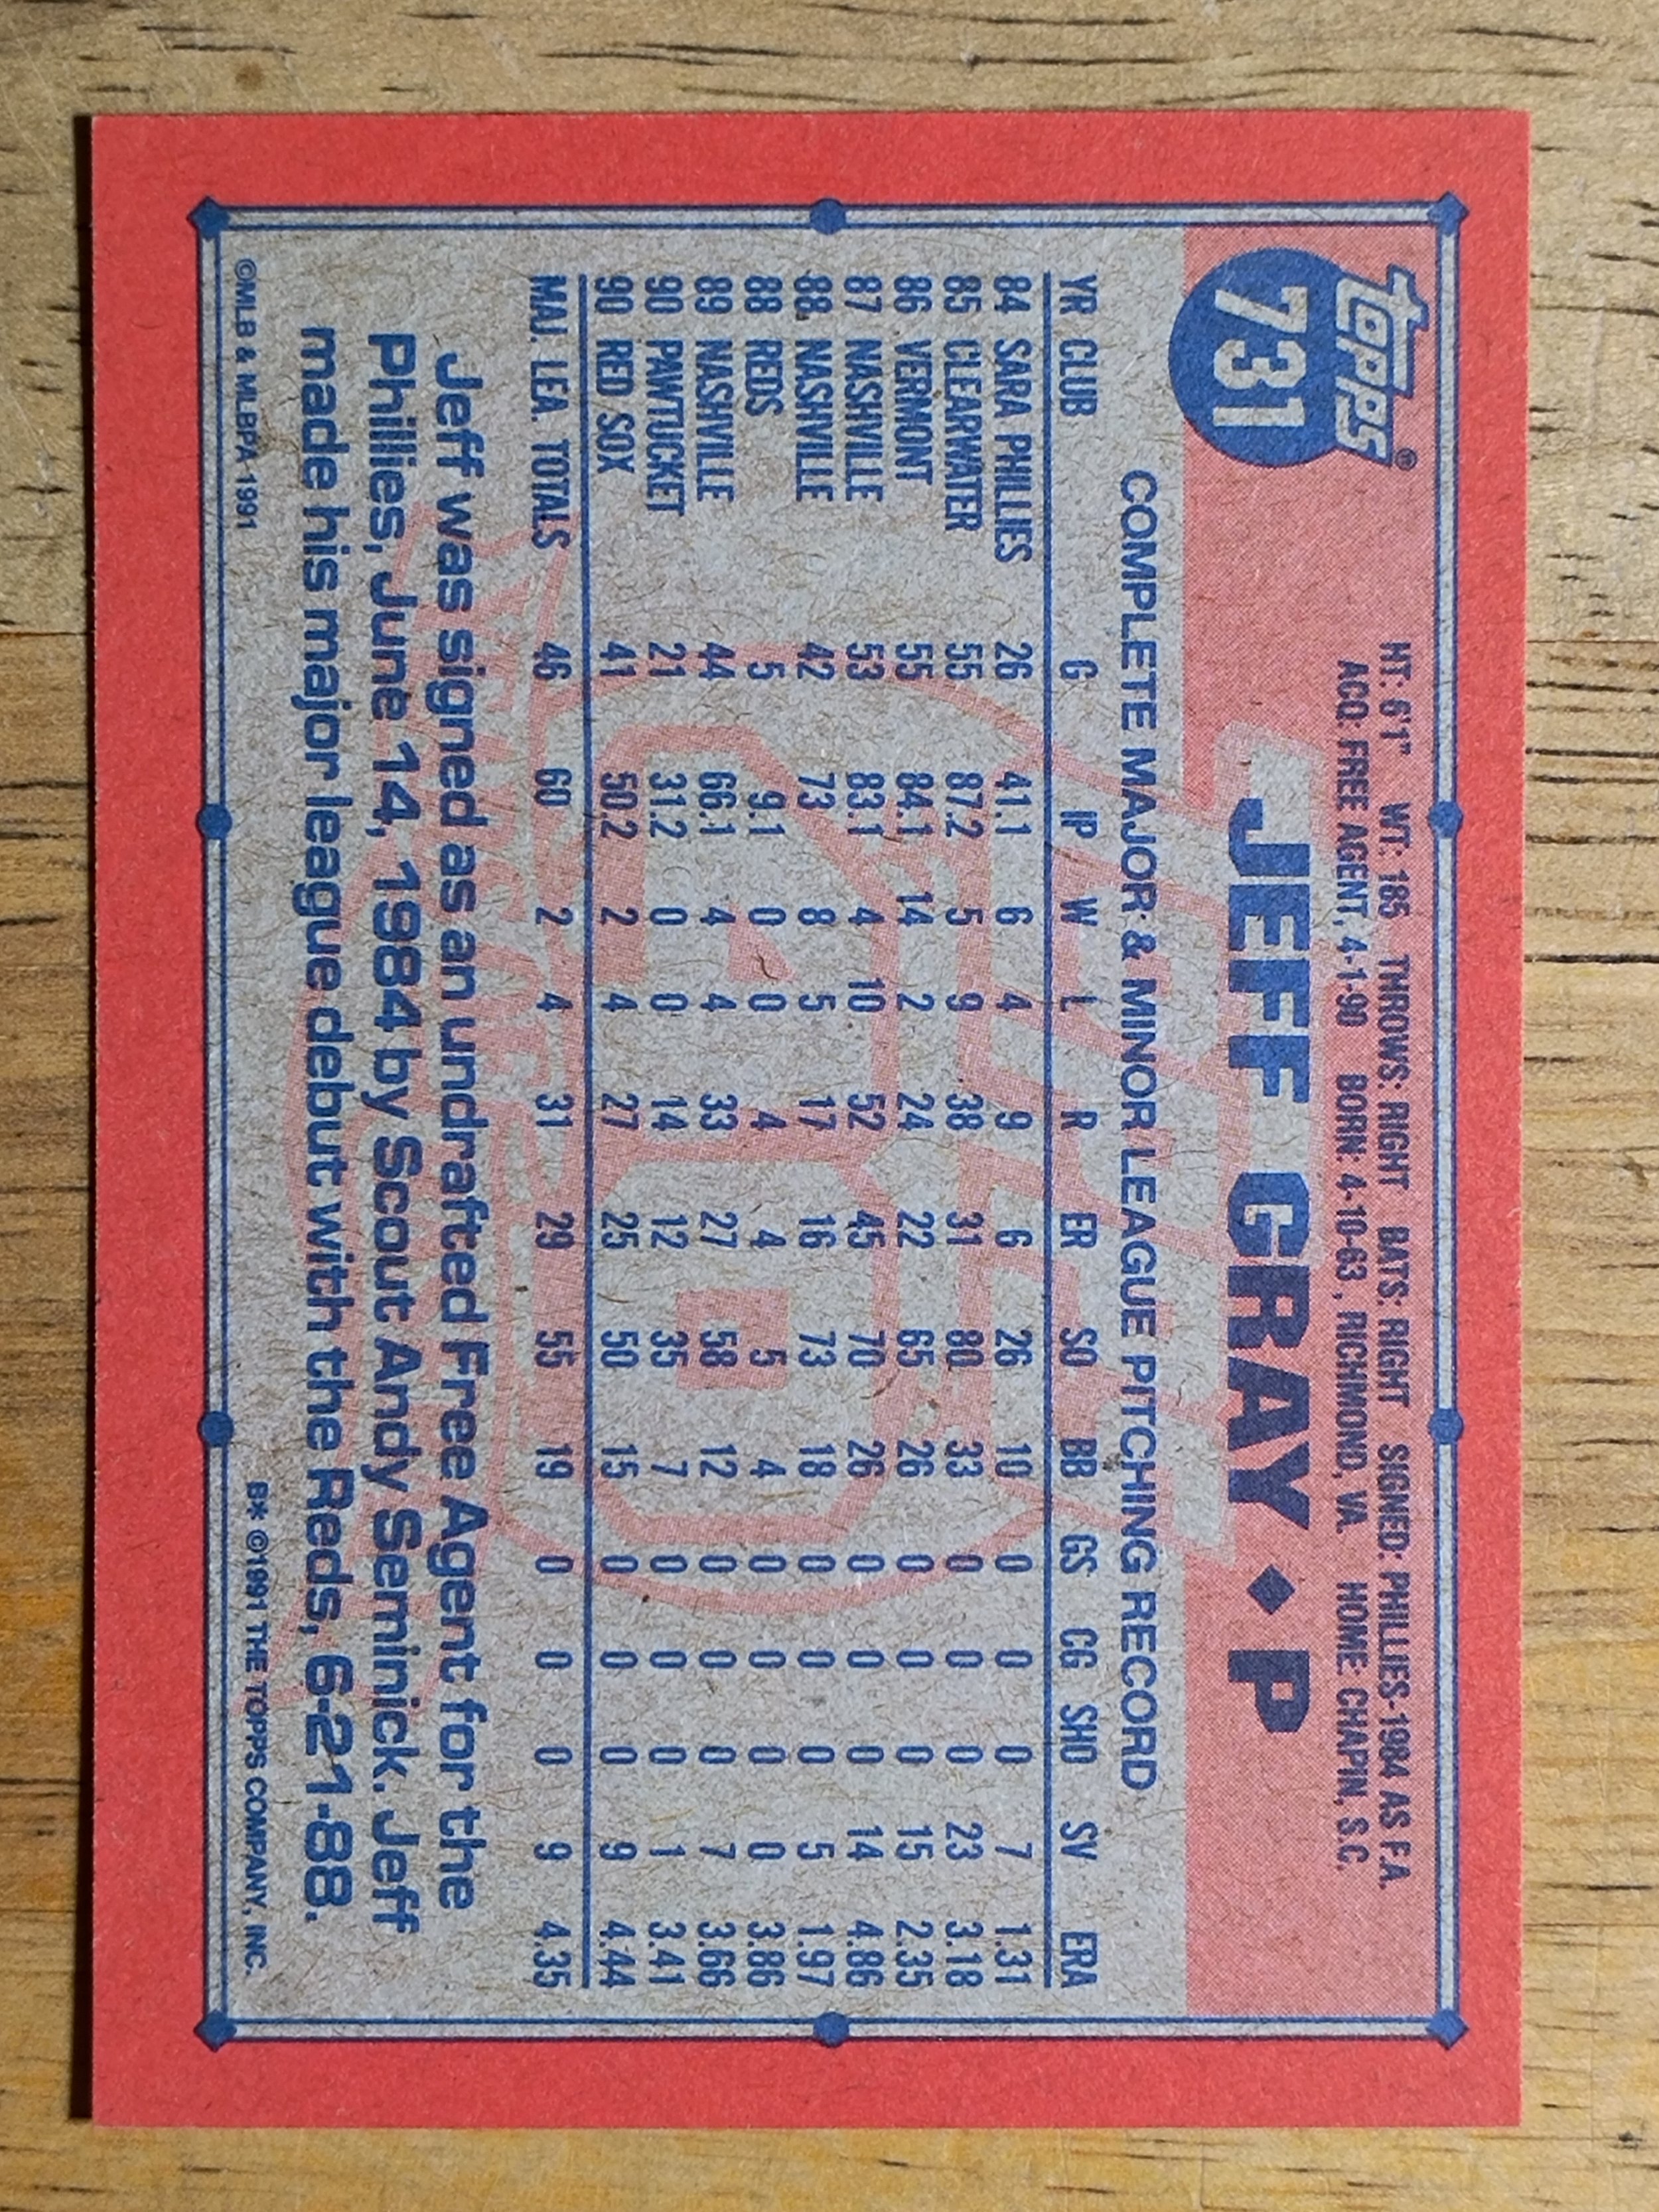 topps®
731
HT: 6'1" WT: 185 THROWS: RIGHT BATS: RIGHT SIGNED: PHILLIES-1984 AS F.A.
ACQ: FREE AGENT, 4-1-90 BORN: 4-10-63, RICHMOND, VA. HOME: CHAPIN, S.C.
JEFF GRAY ♦ P
COMPLETE MAJOR & MINOR LEAGUE PITCHING RECORD
YR CLUB G IP W L R ER SO BB GS CG SHO SV ERA
84 SARA PHILLIES 26 41.1 6 4 9 6 26 10 0 0 0 7 1.31
85 CLEARWATER 55 87.2 5 9 38 31 80 33 0 0 0 23 3.18
86 VERMONT 55 84.1 14 2 24 22 65 26 0 0 0 15 2.35
87 NASHVILLE 53 83.1 4 10 52 45 70 26 0 0 0 14 4.86
88 NASHVILLE 42 73 8 5 17 16 73 18 0 0 0 5 1.97
88 REDS 5 9.1 0 0 4 4 5 4 0 0 0 0 3.86
89 NASHVILLE 44 66.1 4 4 33 27 58 12 0 0 0 7 3.66
90 PAWTUCKET 21 31.2 0 0 14 12 35 7 0 0 0 1 3.41
90 RED SOX 41 50.2 2 4 27 25 50 15 0 0 0 9 4.44
MAJ. LEA. TOTALS 46 60 2 4 31 29 55 19 0 0 0 9 4.35
Jeff was signed as an undrafted Free Agent for the
Phillies, June 14, 1984 by Scout Andy Seminick. Jeff
made his major league debut with the Reds, 6-21-88.
©MLB & MLBPA 1991
B* ©1991 THE TOPPS COMPANY, INC.